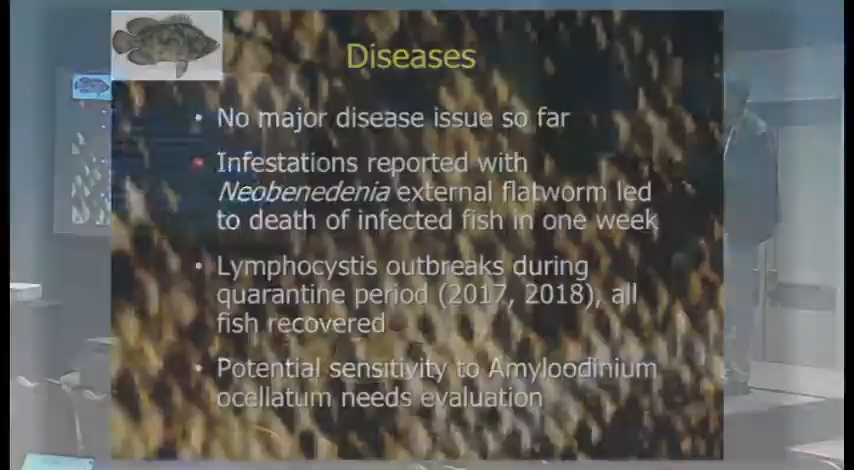 Diseases
• No major disease issue so far
• Infestations reported with
Neobenedenia external flatworm led
to death of infected fish in one week
• Lymphocystis outbreaks during
quarantine period (2017, 2018), all
fish recovered
• Potential sensitivity to Amyloodinium
ocellatum needs evaluation